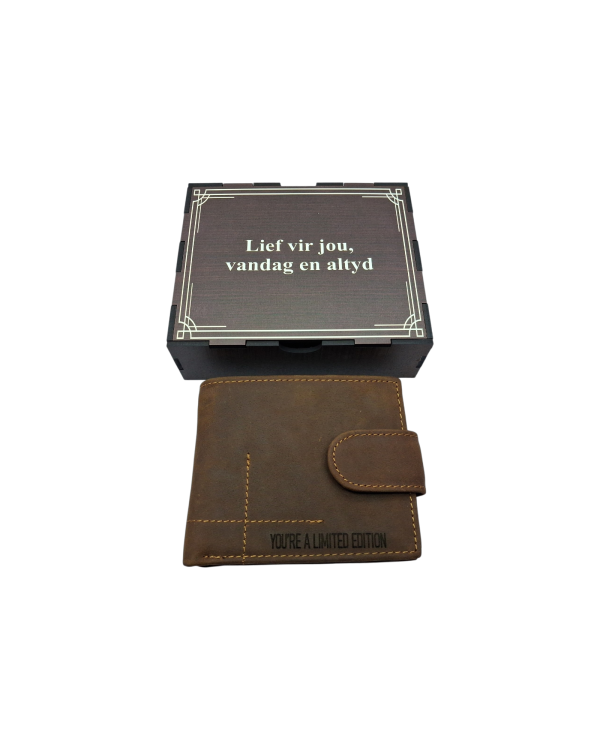 Lief vir jou,
vandag en altyd
YOU'RE A LIMITED EDITION